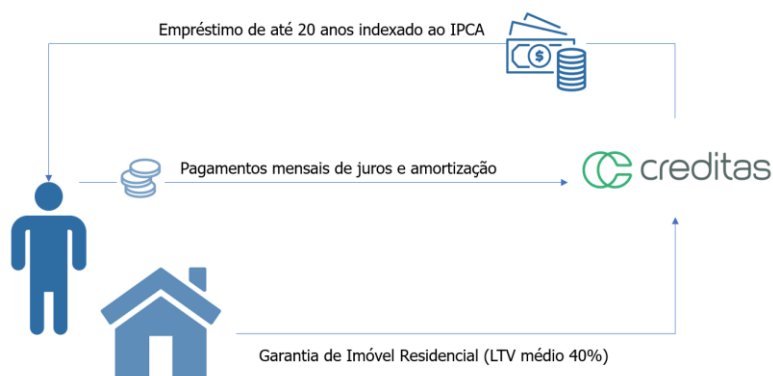 Empréstimo de até 20 anos indexado ao IPCA
$
Pagamentos mensais de juros e amortização
creditas
Garantia de Imóvel Residencial (LTV médio 40%)